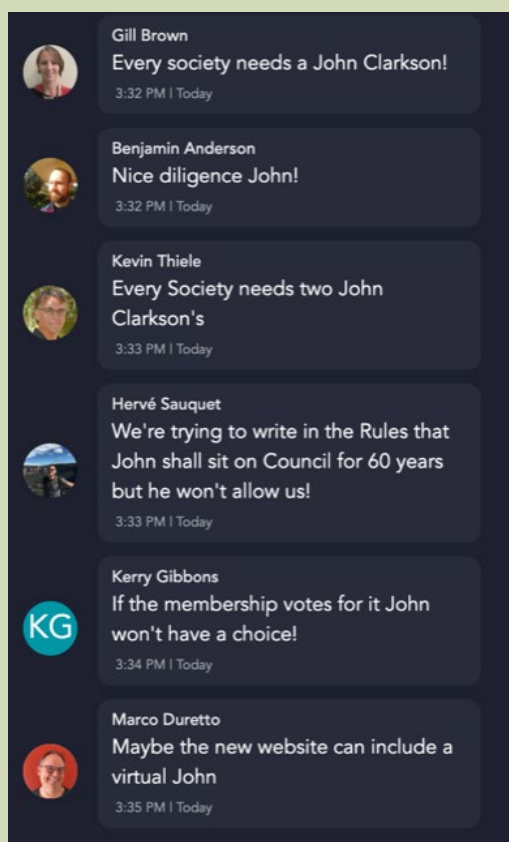 Gill Brown
Every society needs a John Clarkson!
3:32 PM | Today
Benjamin Anderson
Nice diligence John!
3:32 PM | Today
Kevin Thiele
Every Society needs two John
Clarkson's
3:33 PM | Today
Hervé Sauquet
We're trying to write in the Rules that
John shall sit on Council for 60 years
but he won't allow us!
3:33 PM | Today
Kerry Gibbons
KG
If the membership votes for it John
won't have a choice!
3:34 PM | Today
Marco Duretto
Maybe the new website can include a
virtual John
3:35 PM | Today